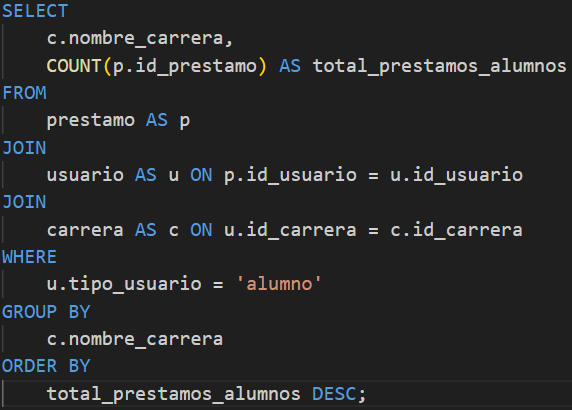 SELECT
    c.nombre_carrera,
    COUNT(p.id_prestamo) AS total_prestamos_alumnos
FROM
    prestamo AS p
JOIN
    usuario AS u ON p.id_usuario = u.id_usuario
JOIN
    carrera AS c ON u.id_carrera = c.id_carrera
WHERE
    u.tipo_usuario = 'alumno'
GROUP BY
    c.nombre_carrera
ORDER BY
    total_prestamos_alumnos DESC;